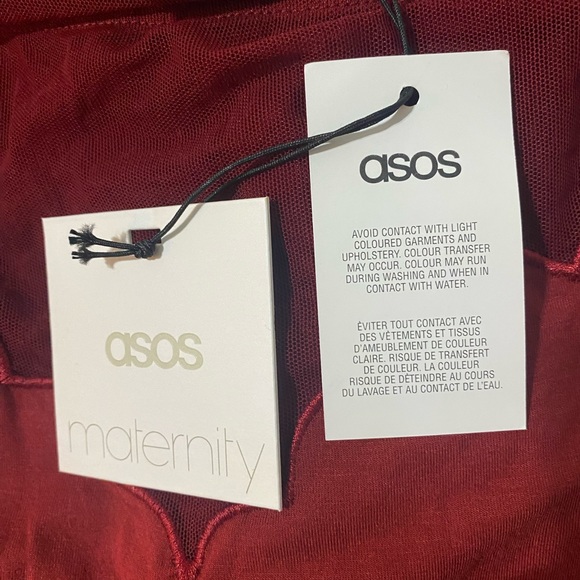 asos
maternity
asos
AVOID CONTACT WITH LIGHT
COLOURED GARMENTS AND
UPHOLSTERY. COLOUR TRANSFER
MAY OCCUR. COLOUR MAY RUN
DURING WASHING AND WHEN IN
CONTACT WITH WATER.
ÉVITER TOUT CONTACT AVEC
DES VÊTEMENTS ET TISSUS
D'AMEUBLEMENT DE COULEUR
CLAIRE. RISQUE DE TRANSFERT
DE COULEUR. LA COULEUR
RISQUE DE DÉTEINDRE AU COURS
DU LAVAGE ET AU CONTACT DE L'EAU.